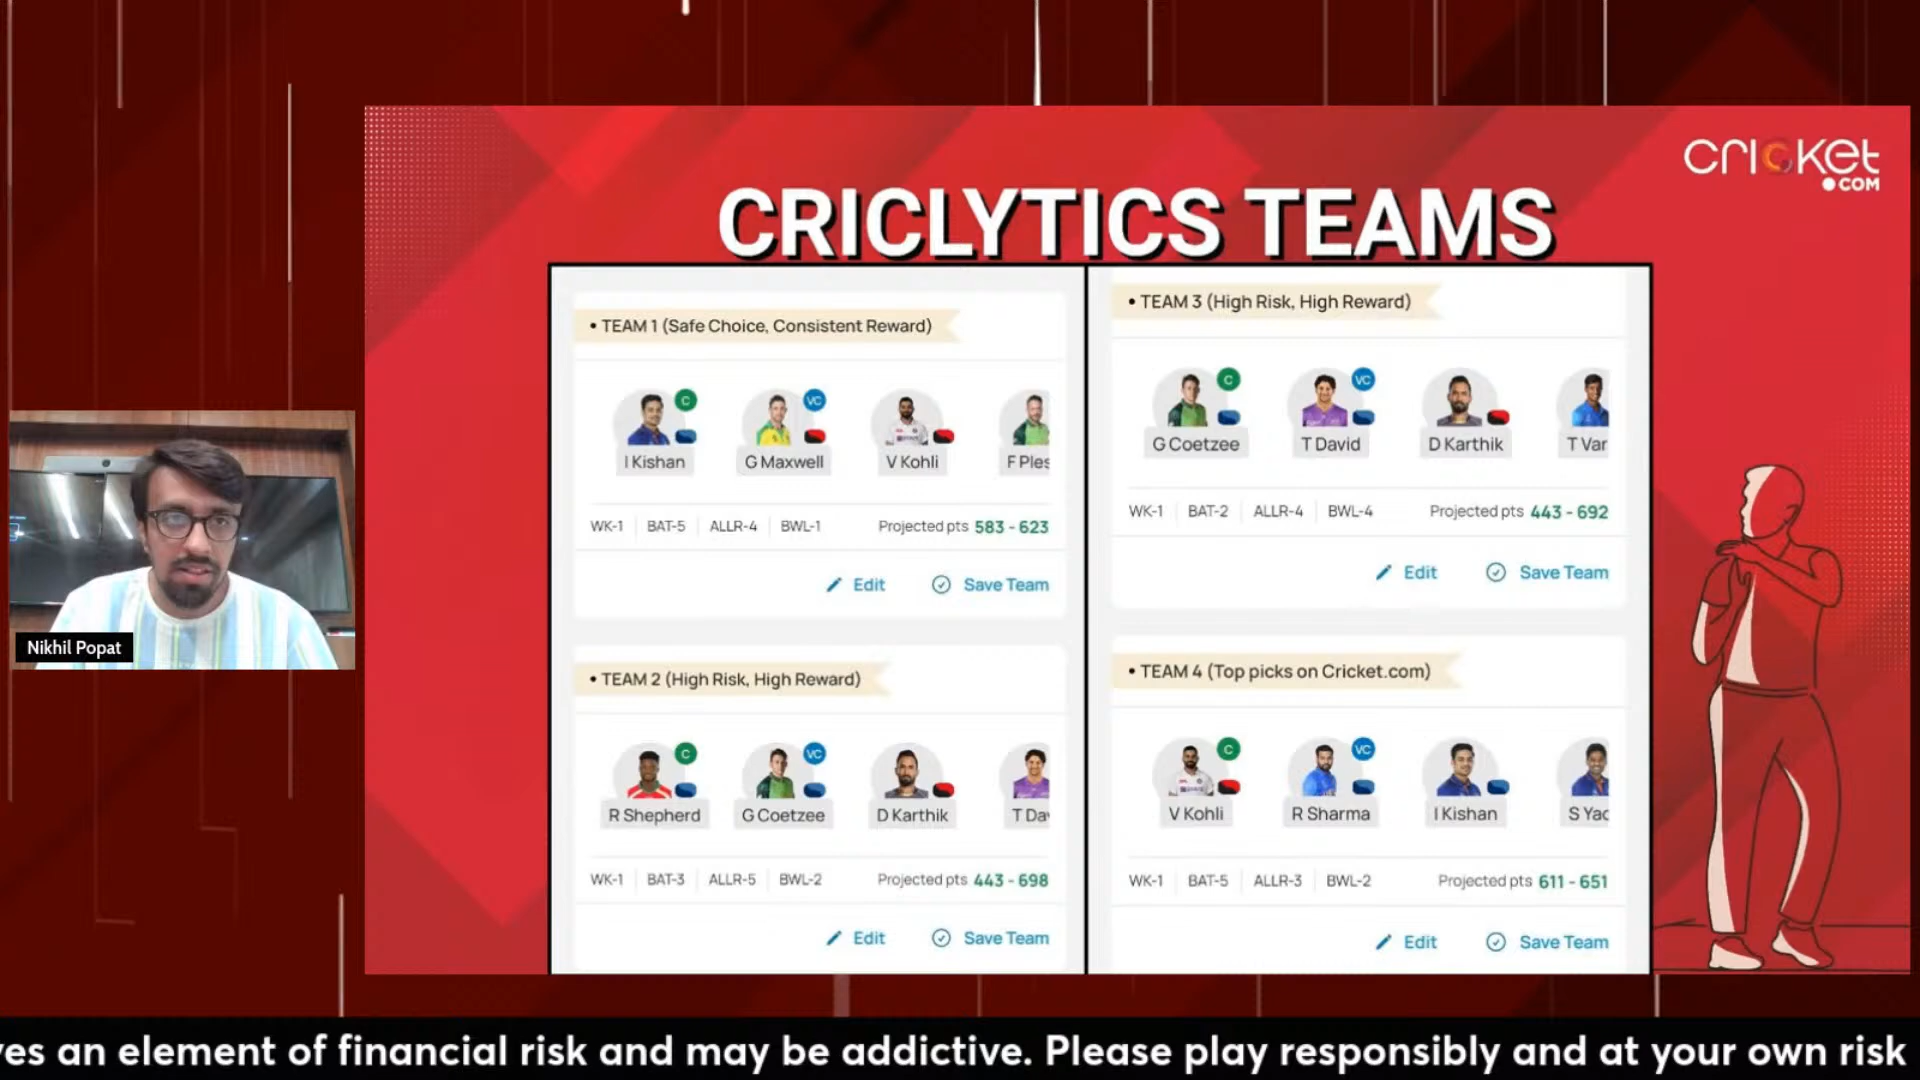 cricket
.COM
CRICLYTICS TEAMS
• TEAM 1 (Safe Choice, Consistent Reward)
C
VC
I Kishan
G Maxwell
V Kohli
F Ples
WK-1 BAT-5 ALLR-4 BWL-1 Projected pts 583 - 623
Edit Save Team
• TEAM 2 (High Risk, High Reward)
C
VC
R Shepherd
G Coetzee
D Karthik
T Da
WK-1 BAT-3 ALLR-5 BWL-2 Projected pts 443 - 698
Edit Save Team
• TEAM 3 (High Risk, High Reward)
C
VC
G Coetzee
T David
D Karthik
T Var
WK-1 BAT-2 ALLR-4 BWL-4 Projected pts 443 - 692
Edit Save Team
• TEAM 4 (Top picks on Cricket.com)
C
VC
V Kohli
R Sharma
I Kishan
S Yad
WK-1 BAT-5 ALLR-3 BWL-2 Projected pts 611 - 651
Edit Save Team
Nikhil Popat
ves an element of financial risk and may be addictive. Please play responsibly and at your own risk